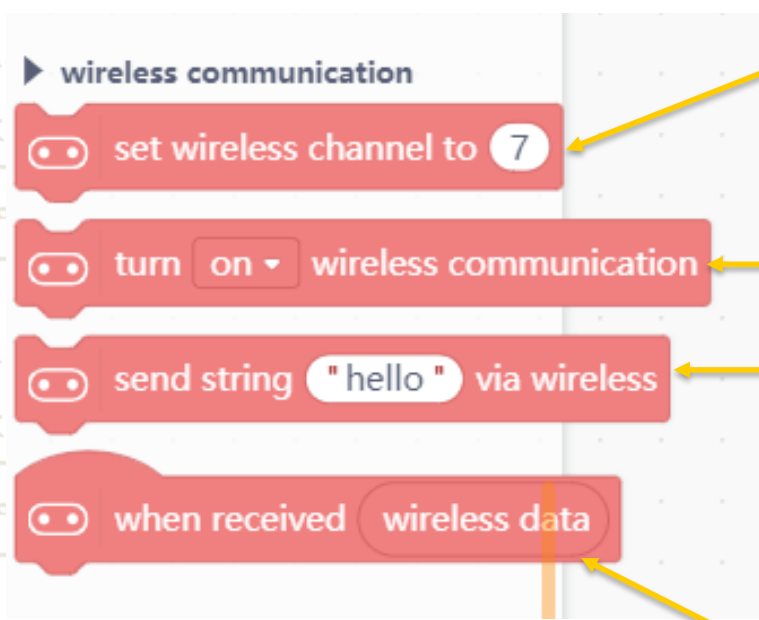 wireless communication
set wireless channel to 7
turn on wireless communication
send string "hello" via wireless
when received wireless data